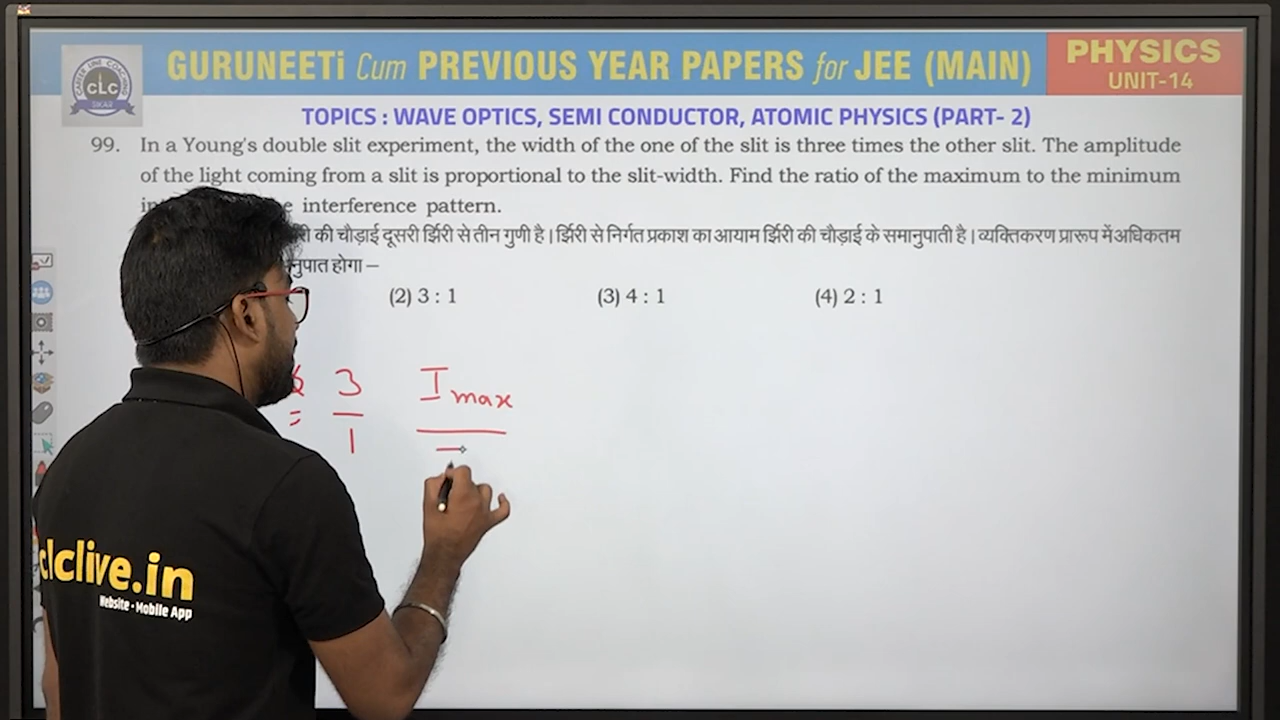 GURUNEETi Cum PREVIOUS YEAR PAPERS for JEE (MAIN)
PHYSICS
UNIT-14
CLC
SIKAR
TOPICS : WAVE OPTICS, SEMI CONDUCTOR, ATOMIC PHYSICS (PART- 2)
99. In a Young's double slit experiment, the width of the one of the slit is three times the other slit. The amplitude
of the light coming from a slit is proportional to the slit-width. Find the ratio of the maximum to the minimum
interference pattern.
की चौड़ाई दूसरी झिंरी से तीन गुणी है। झिंरी से निर्गत प्रकाश का आयाम झिंरी की चौड़ाई के समानुपाती है। व्यक्तिकरण प्रारूप में अधिकतम
होगा –
(2) 3 : 1 (3) 4 : 1 (4) 2 : 1
= 3
1
I max
clclive.in
Website • Mobile App